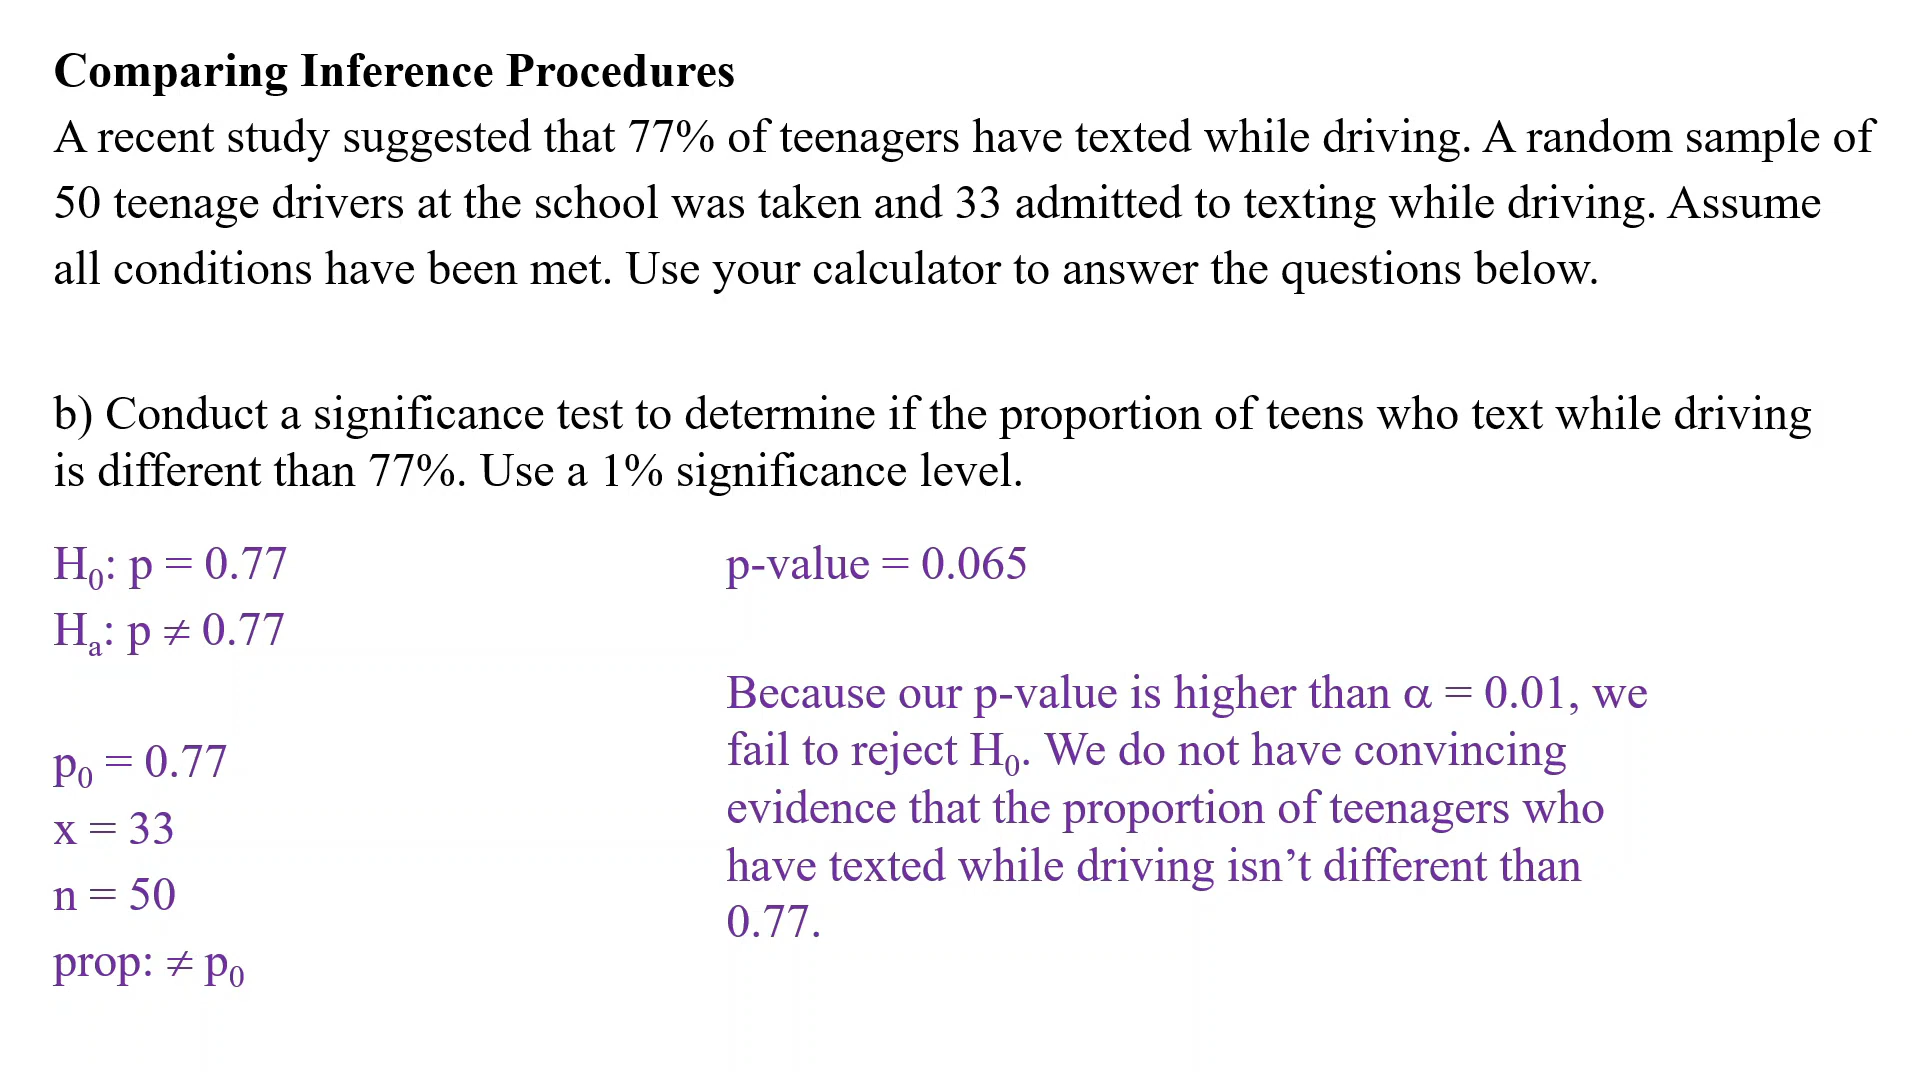 Comparing Inference Procedures
A recent study suggested that 77% of teenagers have texted while driving. A random sample of
50 teenage drivers at the school was taken and 33 admitted to texting while driving. Assume
all conditions have been met. Use your calculator to answer the questions below.
b) Conduct a significance test to determine if the proportion of teens who text while driving
is different than 77%. Use a 1% significance level.
H₀: p = 0.77
Hₐ: p ≠ 0.77
p₀ = 0.77
x = 33
n = 50
prop: ≠ p₀
p-value = 0.065
Because our p-value is higher than α = 0.01, we
fail to reject H₀. We do not have convincing
evidence that the proportion of teenagers who
have texted while driving isn’t different than
0.77.